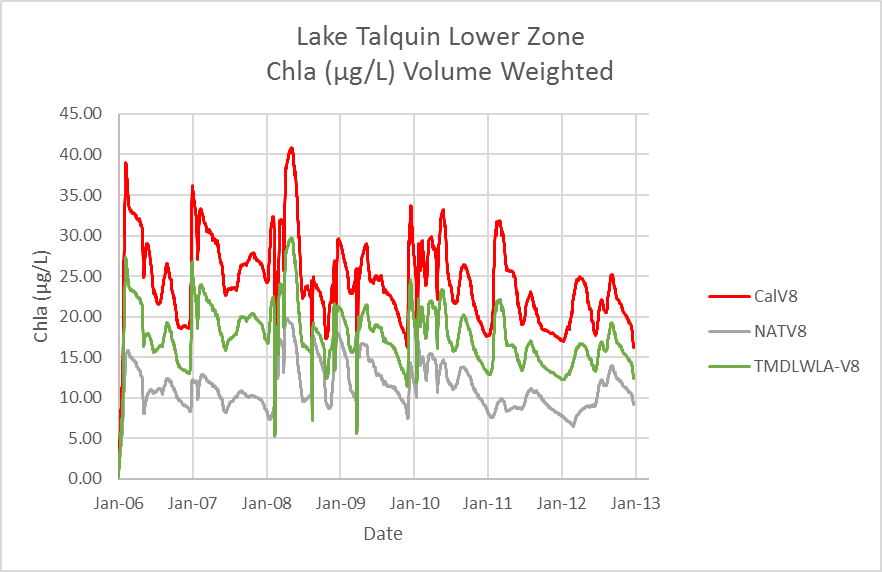 Lake Talquin Lower Zone
Chla (µg/L) Volume Weighted
45.00
40.00
35.00
30.00
25.00
20.00
15.00
10.00
5.00
0.00
Chla (µg/L)
Jan-06 Jan-07 Jan-08 Jan-09 Jan-10 Jan-11 Jan-12 Jan-13
Date
CalV8
NATV8
TMDLWLA-V8